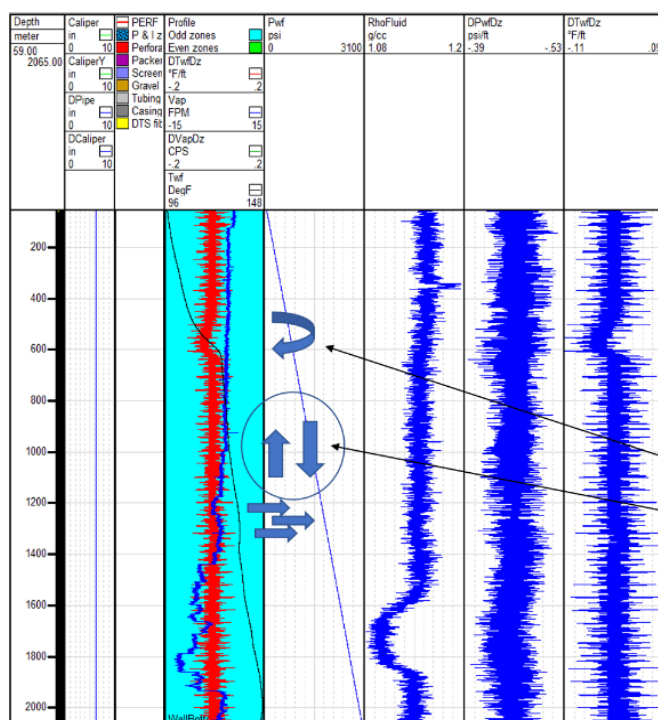 Depth
meter
59.00
2065.00
Caliper
in
0 10
CaliperY
in
0 10
DPipe
in
0 10
DCaliper
in
0 10
PERF
P & I z
Perfora
Packer
Screen
Gravel
Tubing
Casing
DTS fib
Profile
Odd zones
Even zones
DTwfDz
°F/ft
-.2 .2
Vap
FPM
-15 15
DVapDz
CPS
-.2 .2
Twf
DegF
96 148
Pwf
psi
0 3100
RhoFluid
g/cc
1.08 1.2
DPwfDz
psi/ft
-.39 -.53
DTwfDz
°F/ft
-.11 .09
200
400
600
800
1000
1200
1400
1600
1800
2000